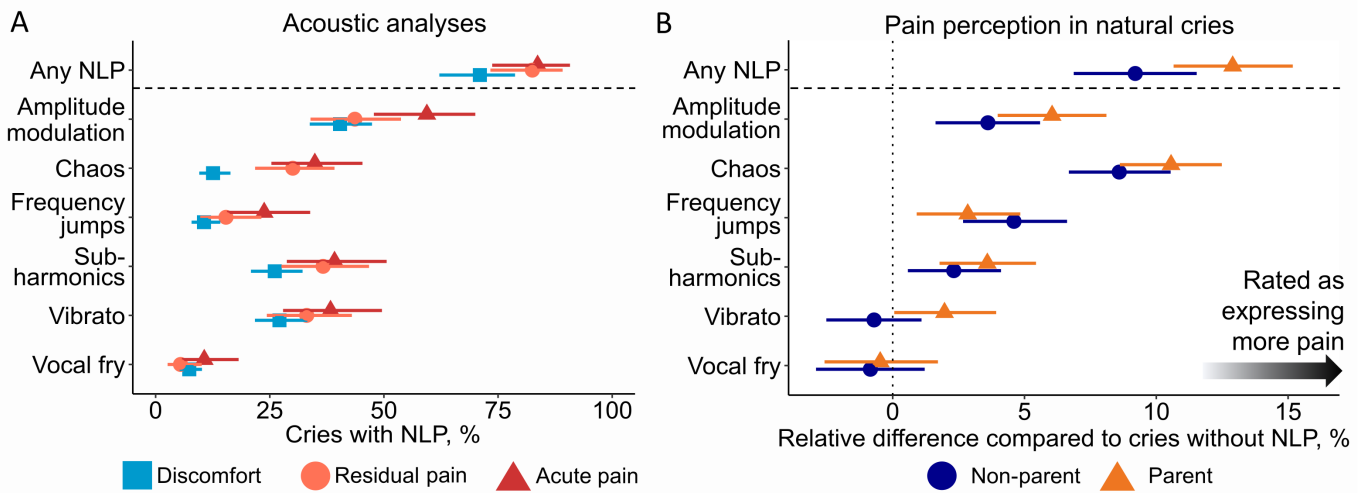 A
Acoustic analyses
Any NLP
Amplitude
modulation
Chaos
Frequency
jumps
Sub-
harmonics
Vibrato
Vocal fry
0 25 50 75 100
Cries with NLP, %
Discomfort Residual pain Acute pain
B
Pain perception in natural cries
Any NLP
Amplitude
modulation
Chaos
Frequency
jumps
Sub-
harmonics
Vibrato
Vocal fry
Rated as
expressing
more pain
0 5 10 15
Relative difference compared to cries without NLP, %
Non-parent Parent